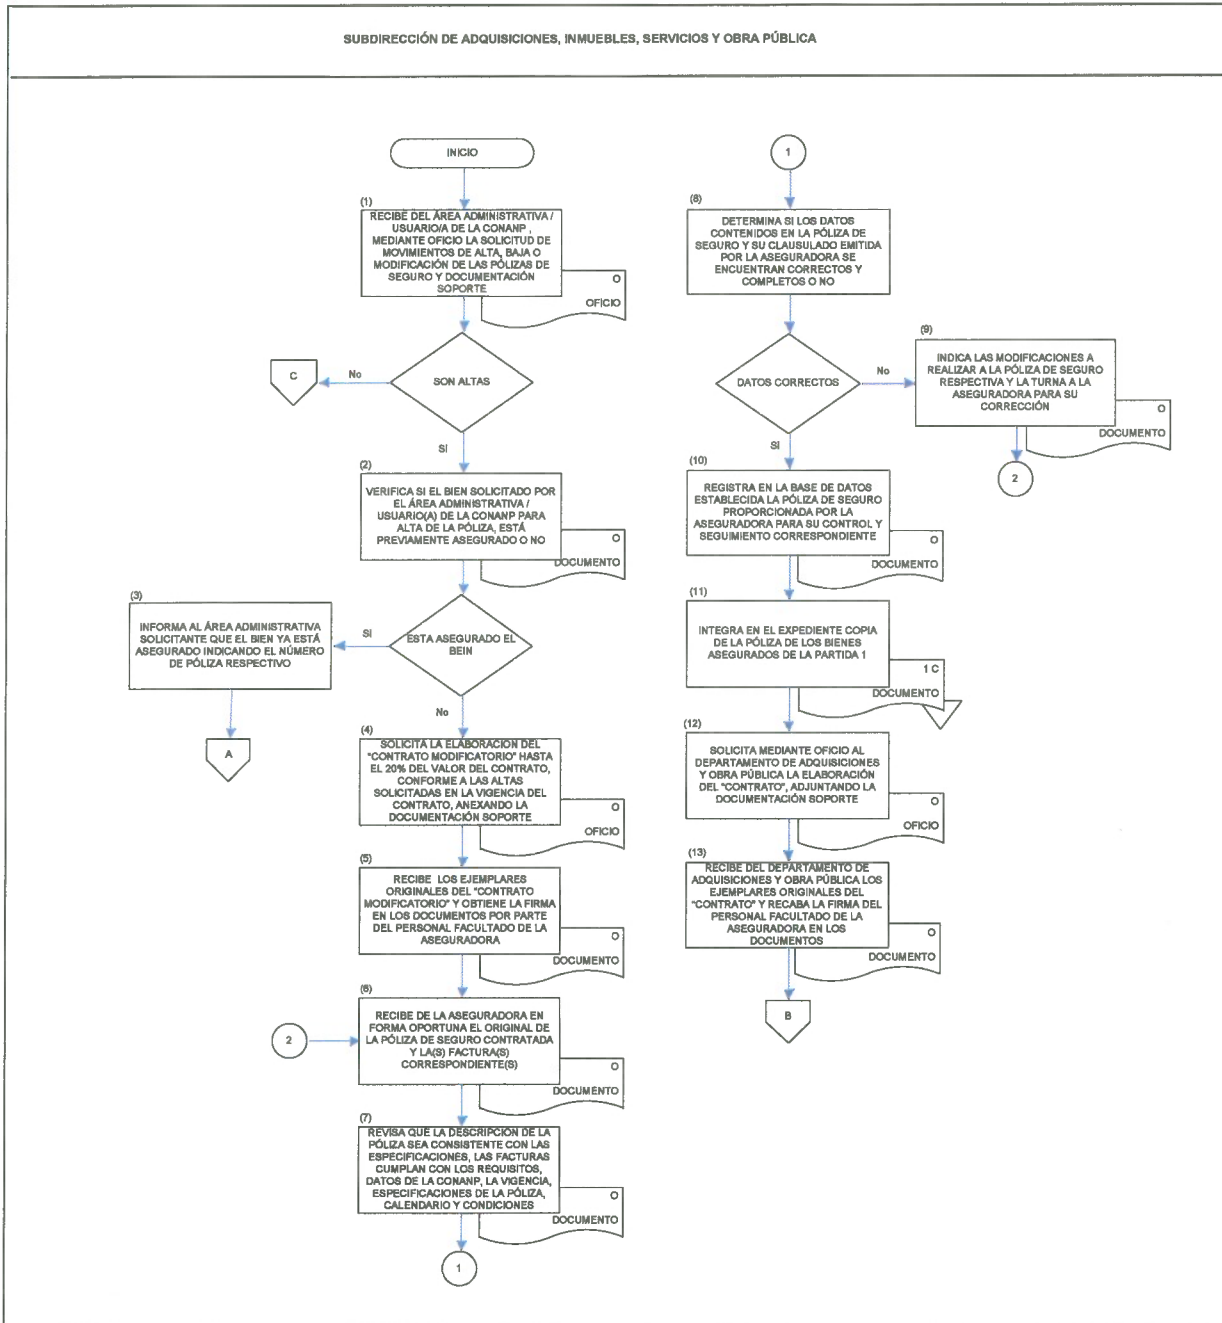 SUBDIRECCIÓN DE ADQUISICIONES, INMUEBLES, SERVICIOS Y OBRA PÚBLICA
INICIO
(1)
RECIBE DEL ÁREA ADMINISTRATIVA /
USUARIO/A DE LA CONANP ,
MEDIANTE OFICIO LA SOLICITUD DE
MOVIMIENTOS DE ALTA, BAJA O
MODIFICACIÓN DE LAS PÓLIZAS DE
SEGURO Y DOCUMENTACIÓN
SOPORTE
O
OFICIO
SON ALTAS
No
C
SI
(2)
VERIFICA SI EL BIEN SOLICITADO POR
EL ÁREA ADMINISTRATIVA /
USUARIO(A) DE LA CONANP PARA
ALTA DE LA PÓLIZA, ESTÁ
PREVIAMENTE ASEGURADO O NO
O
DOCUMENTO
ESTA ASEGURADO EL
BEIN
SI
(3)
INFORMA AL ÁREA ADMINISTRATIVA
SOLICITANTE QUE EL BIEN YA ESTÁ
ASEGURADO INDICANDO EL NÚMERO
DE PÓLIZA RESPECTIVO
A
No
(4)
SOLICITA LA ELABORACION DEL
"CONTRATO MODIFICATORIO" HASTA
EL 20% DEL VALOR DEL CONTRATO,
CONFORME A LAS ALTAS
SOLICITADAS EN LA VIGENCIA DEL
CONTRATO, ANEXANDO LA
DOCUMENTACIÓN SOPORTE
O
OFICIO
(5)
RECIBE LOS EJEMPLARES
ORIGINALES DEL "CONTRATO
MODIFICATORIO" Y OBTIENE LA FIRMA
EN LOS DOCUMENTOS POR PARTE
DEL PERSONAL FACULTADO DE LA
ASEGURADORA
O
DOCUMENTO
(6)
RECIBE DE LA ASEGURADORA EN
FORMA OPORTUNA EL ORIGINAL DE
LA PÓLIZA DE SEGURO CONTRATADA
Y LA(S) FACTURA(S)
CORRESPONDIENTE(S)
2
O
DOCUMENTO
(7)
REVISA QUE LA DESCRIPCIÓN DE LA
PÓLIZA SEA CONSISTENTE CON LAS
ESPECIFICACIONES, LAS FACTURAS
CUMPLAN CON LOS REQUISITOS,
DATOS DE LA CONANP, LA VIGENCIA,
ESPECIFICACIONES DE LA PÓLIZA,
CALENDARIO Y CONDICIONES
O
DOCUMENTO
1
1
(8)
DETERMINA SI LOS DATOS
CONTENIDOS EN LA PÓLIZA DE
SEGURO Y SU CLAUSULADO EMITIDA
POR LA ASEGURADORA SE
ENCUENTRAN CORRECTOS Y
COMPLETOS O NO
DATOS CORRECTOS
No
(9)
INDICA LAS MODIFICACIONES A
REALIZAR A LA PÓLIZA DE SEGURO
RESPECTIVA Y LA TURNA A LA
ASEGURADORA PARA SU
CORRECCIÓN
O
DOCUMENTO
2
SI
(10)
REGISTRA EN LA BASE DE DATOS
ESTABLECIDA LA PÓLIZA DE SEGURO
PROPORCIONADA POR LA
ASEGURADORA PARA SU CONTROL Y
SEGUIMIENTO CORRESPONDIENTE
O
DOCUMENTO
(11)
INTEGRA EN EL EXPEDIENTE COPIA
DE LA PÓLIZA DE LOS BIENES
ASEGURADOS DE LA PARTIDA 1
1 C
DOCUMENTO
(12)
SOLICITA MEDIANTE OFICIO AL
DEPARTAMENTO DE ADQUISICIONES
Y OBRA PÚBLICA LA ELABORACIÓN
DEL "CONTRATO", ADJUNTANDO LA
DOCUMENTACIÓN SOPORTE
O
OFICIO
(13)
RECIBE DEL DEPARTAMENTO DE
ADQUISICIONES Y OBRA PÚBLICA LOS
EJEMPLARES ORIGINALES DEL
"CONTRATO" Y RECABA LA FIRMA DEL
PERSONAL FACULTADO DE LA
ASEGURADORA EN LOS
DOCUMENTOS
O
DOCUMENTO
B